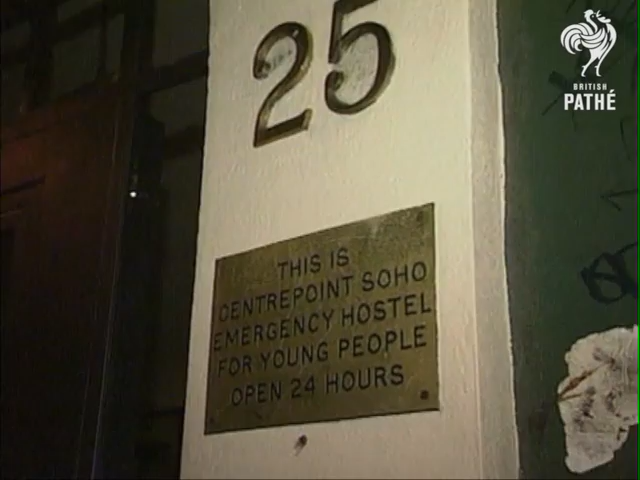 25
THIS IS
CENTREPOINT SOHO
EMERGENCY HOSTEL
FOR YOUNG PEOPLE
OPEN 24 HOURS
BRITISH
PATHÉ